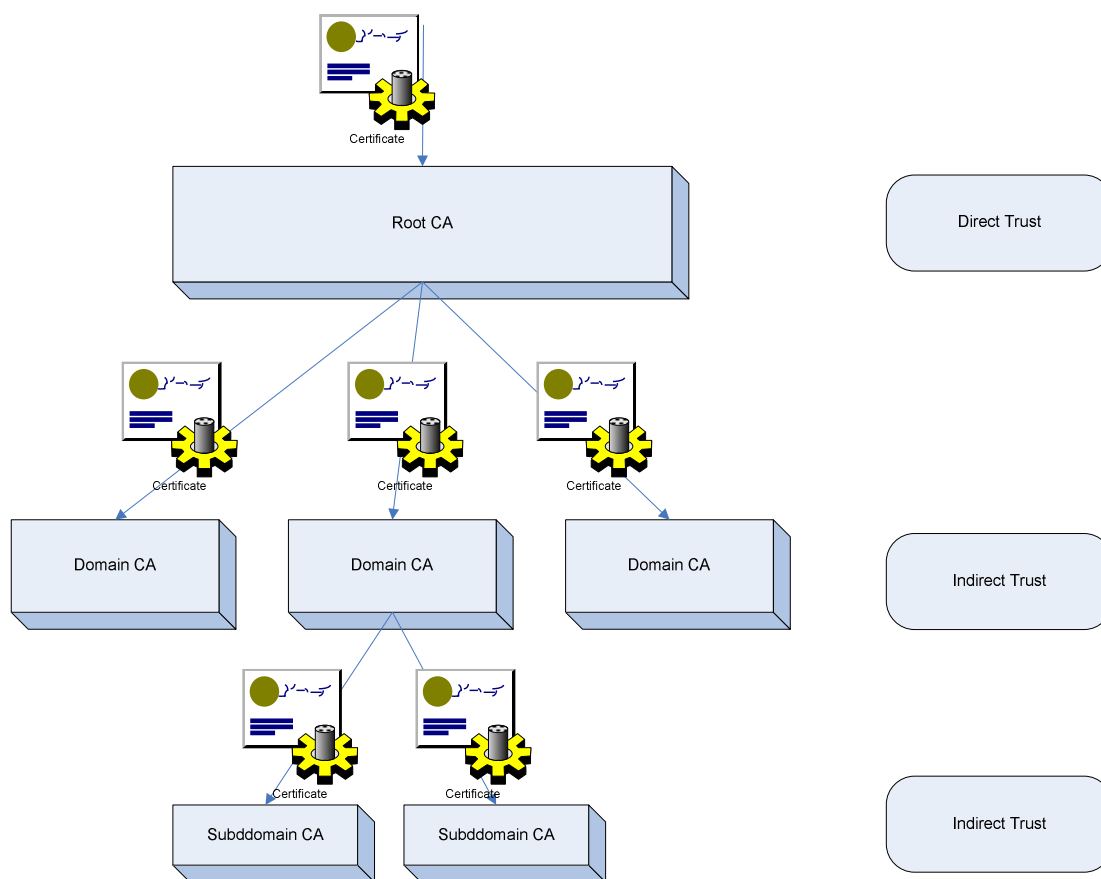 Certificate
Root CA
Direct Trust
Certificate
Certificate
Certificate
Domain CA
Domain CA
Domain CA
Indirect Trust
Certificate
Certificate
Subddomain CA
Subddomain CA
Indirect Trust